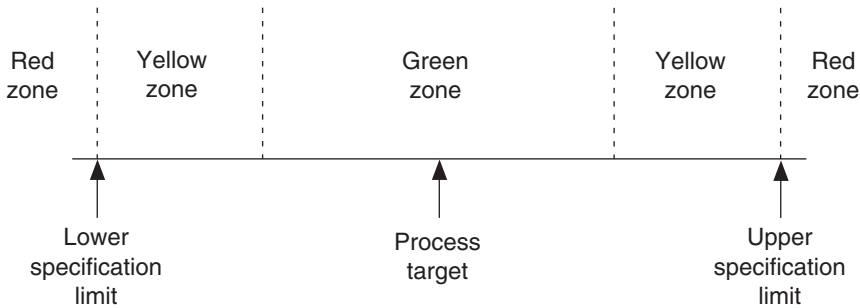 Red
zone
Yellow
zone
Green
zone
Yellow
zone
Red
zone
Lower
specification
limit
Process
target
Upper
specification
limit